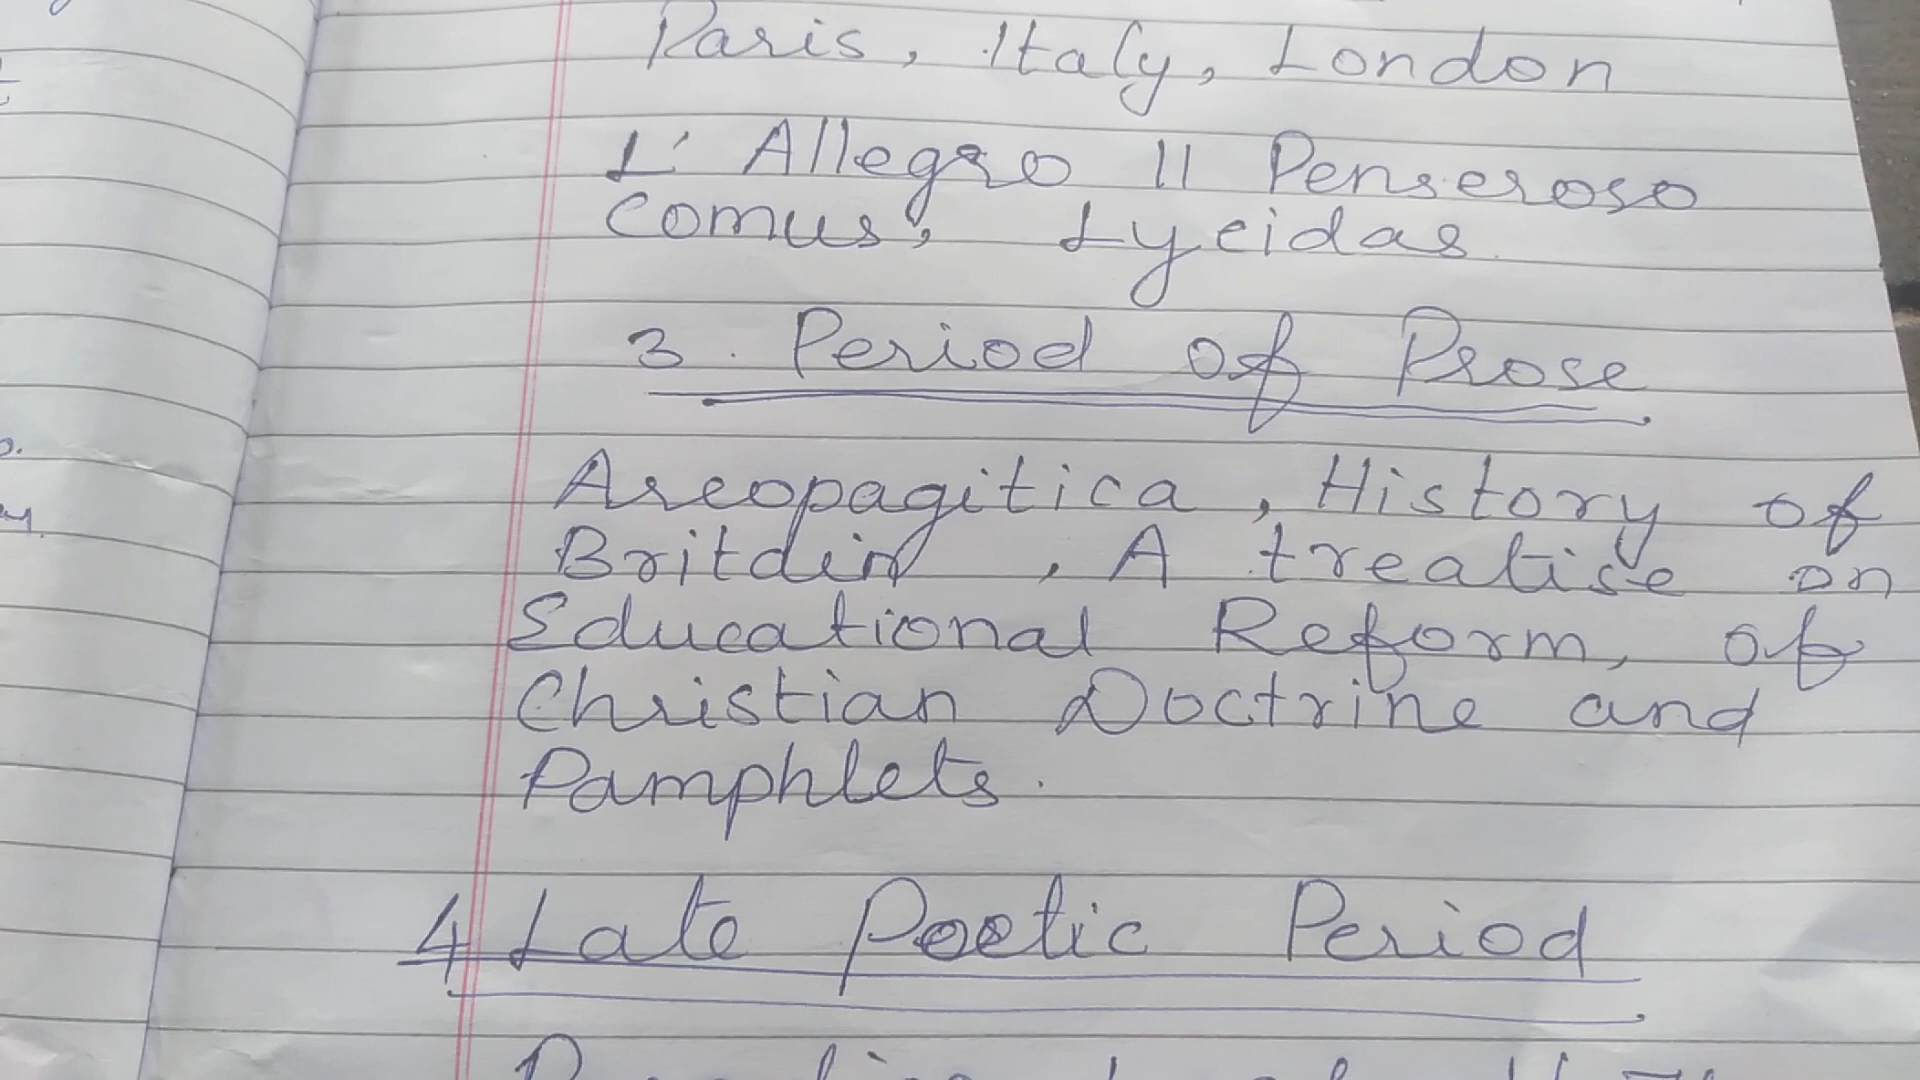 Paris, Italy, London
L' Allegro Il Penseroso
Comus, Lycidas.
3. Period of Prose
Areopagitica, History of
Britain, A treatise on
Educational Reform, of
Christian Doctrine and
Pamphlets.
4 Late Poetic Period